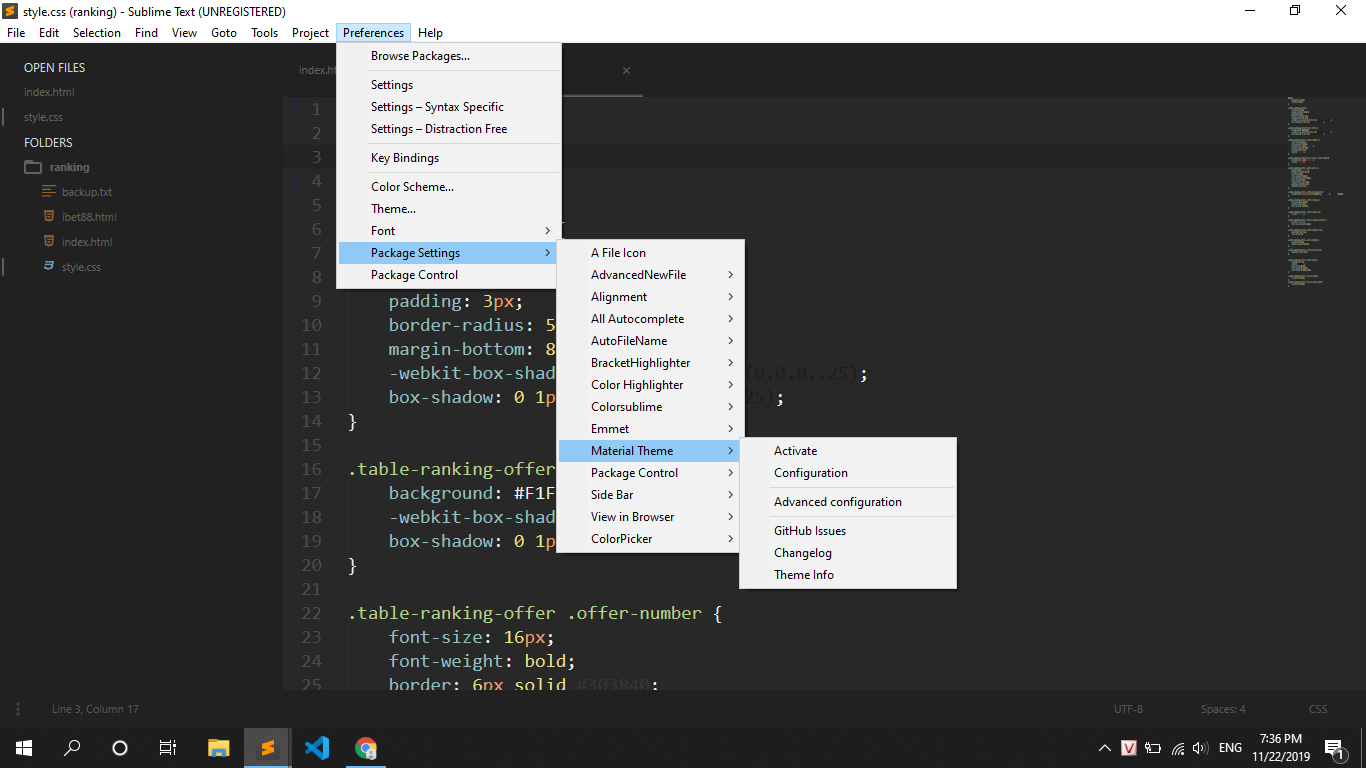 style.css (ranking) - Sublime Text (UNREGISTERED)
File Edit Selection Find View Goto Tools Project Preferences Help
OPEN FILES
index.html
style.css
FOLDERS
ranking
backup.txt
ibet88.html
index.html
style.css
Browse Packages...
Settings
Settings – Syntax Specific
Settings – Distraction Free
Key Bindings
Color Scheme...
Theme...
Font
Package Settings
Package Control
A File Icon
AdvancedNewFile
Alignment
All Autocomplete
AutoFileName
BracketHighlighter
Color Highlighter
Colorsublime
Emmet
Material Theme
Package Control
Side Bar
View in Browser
ColorPicker
Activate
Configuration
Advanced configuration
GitHub Issues
Changelog
Theme Info
index.ht
1
2
3
4
5
6
7
8
9 padding: 3px;
10 border-radius: 5
11 margin-bottom: 8
12 -webkit-box-shad (0,0,0,.25);
13 box-shadow: 0 1p 25);
14 }
15
16 .table-ranking-offer
17 background: #F1F
18 -webkit-box-shad
19 box-shadow: 0 1p
20 }
21
22 .table-ranking-offer .offer-number {
23 font-size: 16px;
24 font-weight: bold;
25 border: 6px solid #303840;
Line 3, Column 17 UTF-8 Spaces: 4 CSS
ENG 7:36 PM
11/22/2019
1